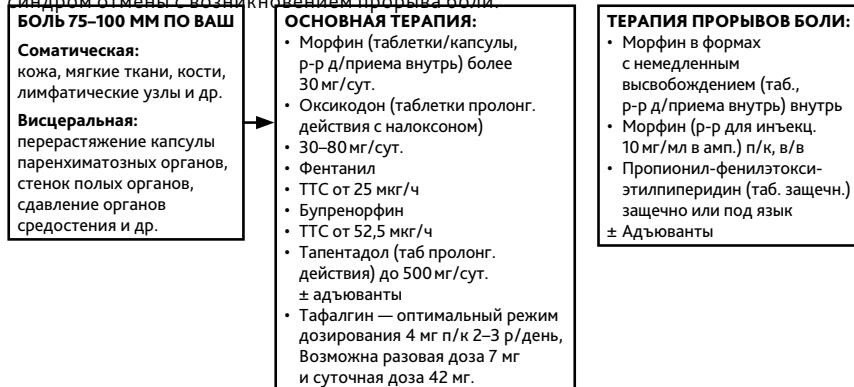 синдром отмены с возникновением прорыва боли.
БОЛЬ 75–100 ММ ПО ВАШ
Соматическая:
кожа, мягкие ткани, кости,
лимфатические узлы и др.
Висцеральная:
перерастяжение капсулы
паренхиматозных органов,
стенок полых органов,
сдавление органов
средостения и др.
ОСНОВНАЯ ТЕРАПИЯ:
• Морфин (таблетки/капсулы,
р-р д/приема внутрь) более
30 мг/сут.
• Оксикодон (таблетки пролонг.
действия с налоксоном)
• 30–80 мг/сут.
• Фентанил
• ТТС от 25 мкг/ч
• Бупренорфин
• ТТС от 52,5 мкг/ч
• Тапентадол (таб пролонг.
действия) до 500 мг/сут.
± адъюванты
• Тафалгин — оптимальный режим
дозирования 4 мг п/к 2–3 р/день,
Возможна разовая доза 7 мг
и суточная доза 42 мг.
ТЕРАПИЯ ПРОРЫВОВ БОЛИ:
• Морфин в формах
с немедленным
высвобождением (таб.,
р-р д/приема внутрь) внутрь
• Морфин (р-р для инъекц.
10 мг/мл в амп.) п/к, в/в
• Пропионил-фенилэтокси-
этилпиперидин (таб. защечн.)
защечно или под язык
± Адъюванты